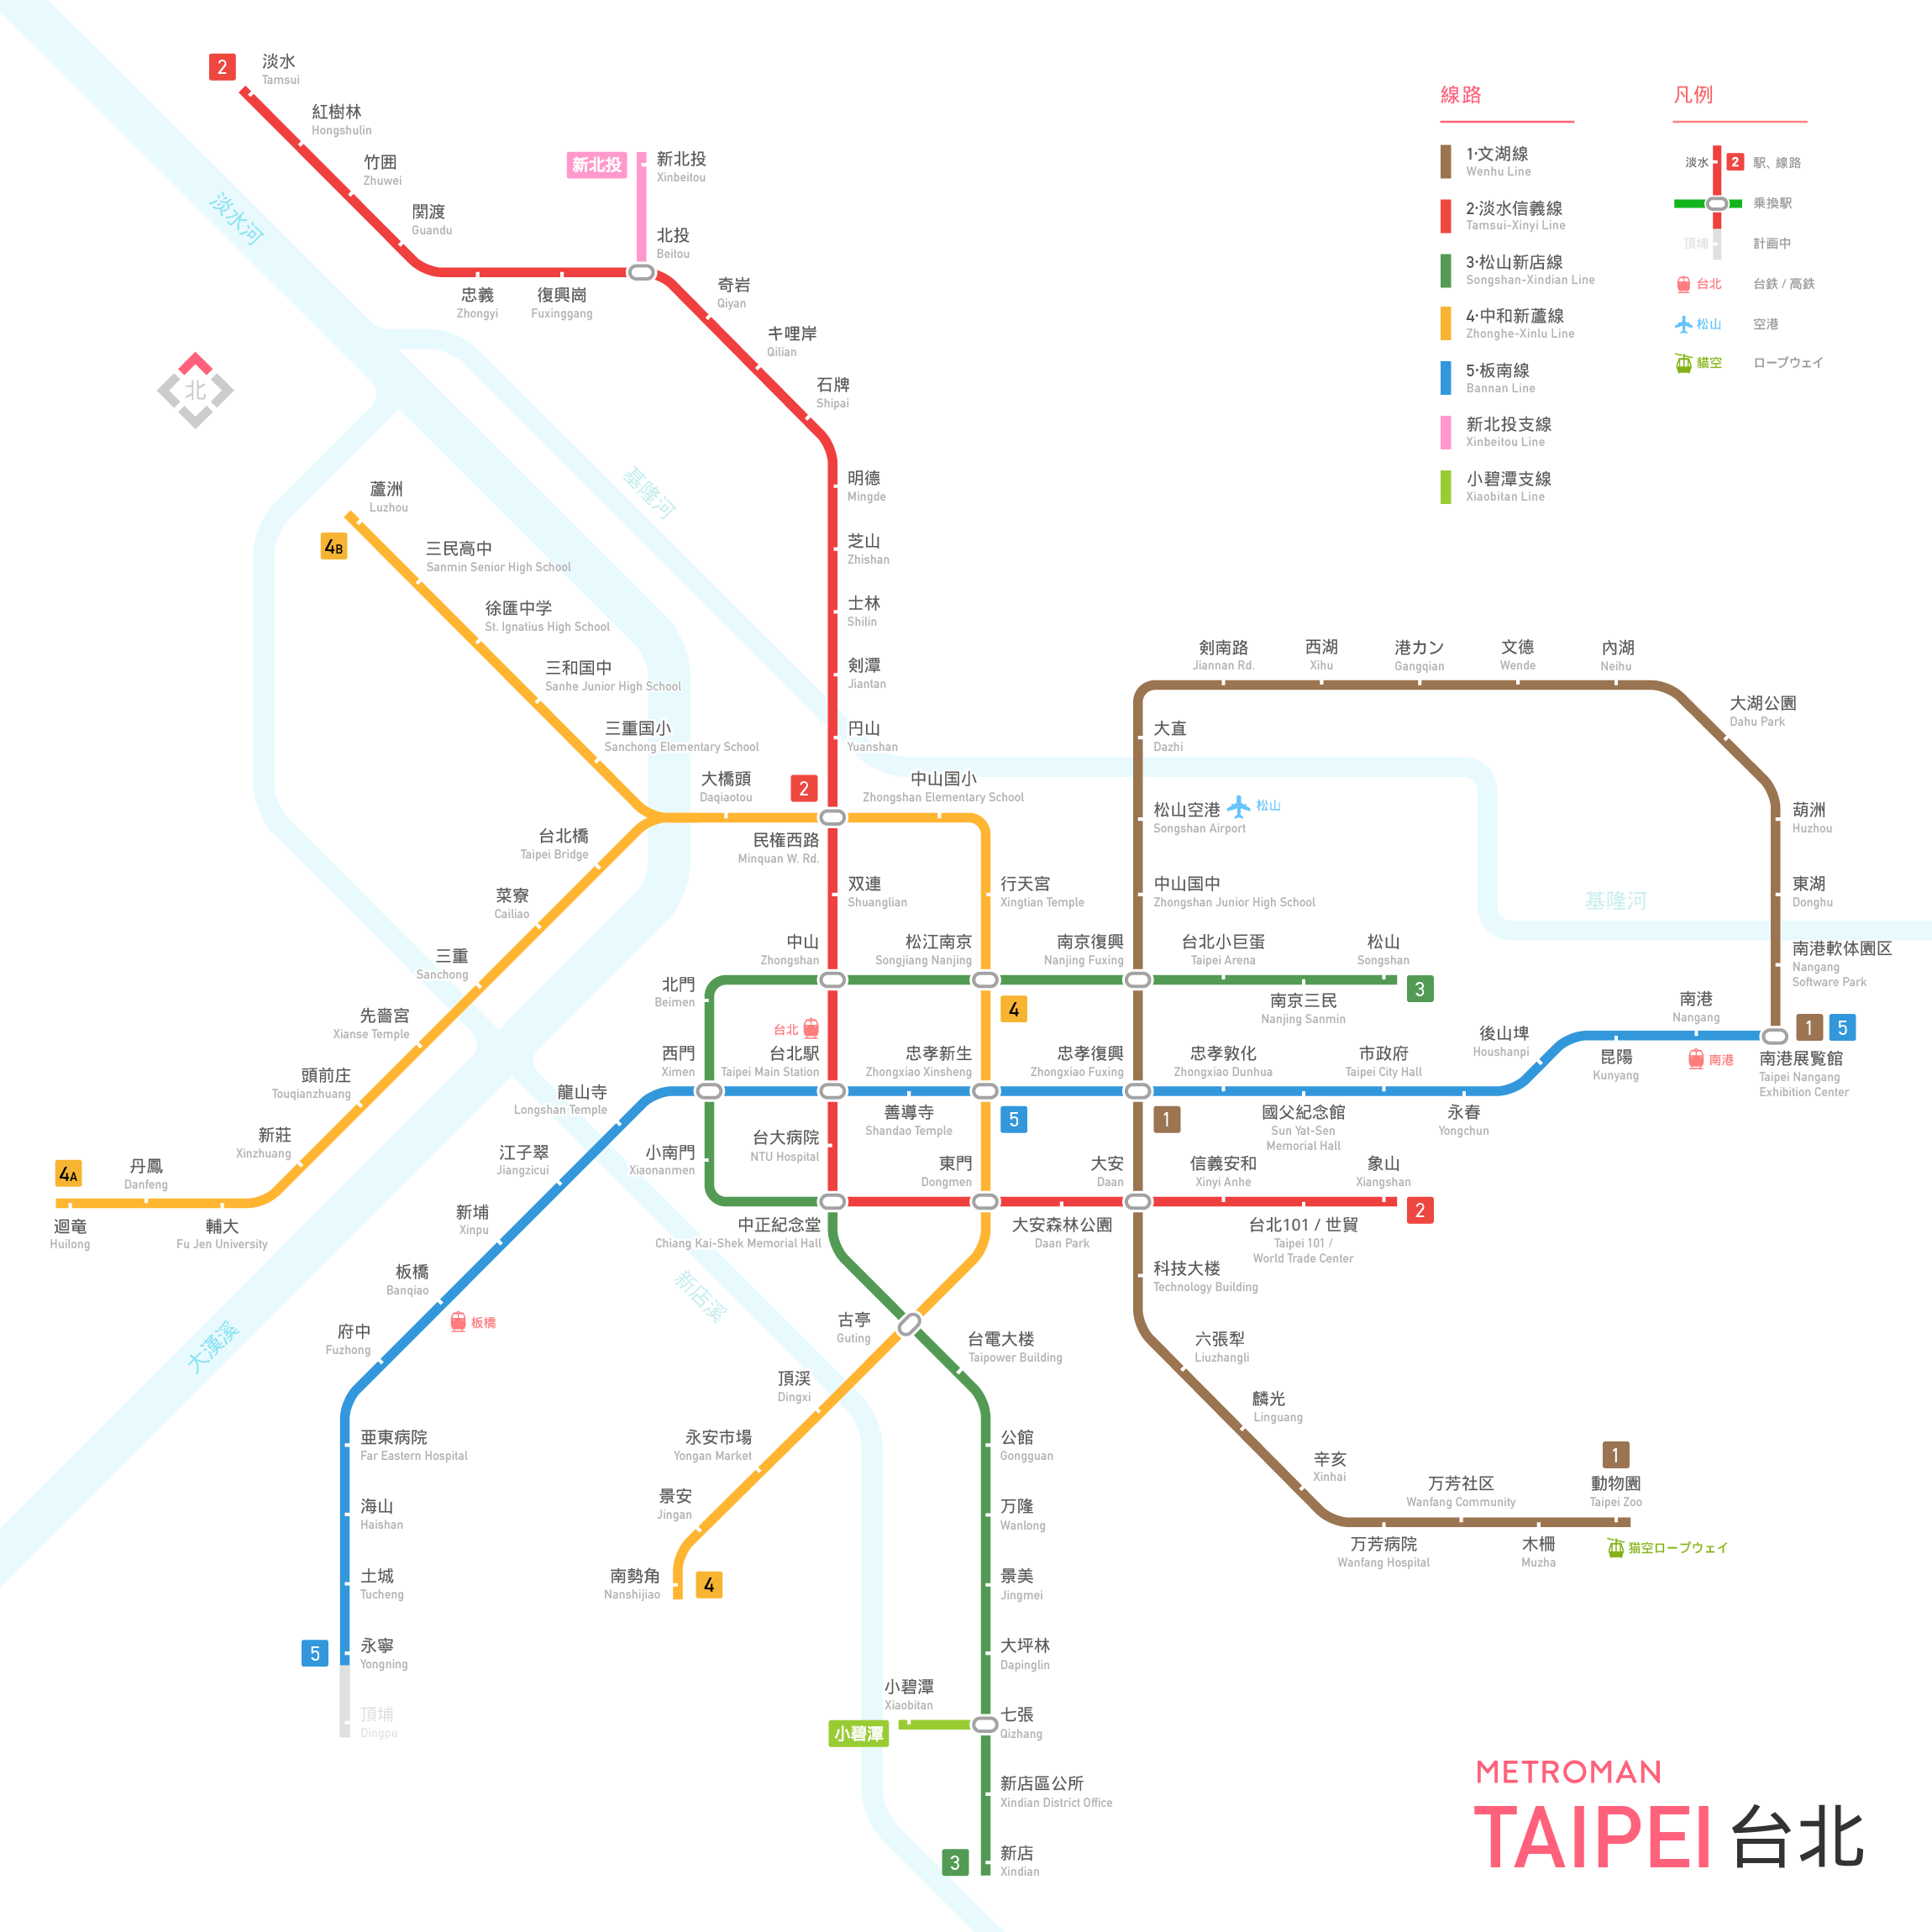 2
淡水
Tamsui
紅樹林
Hongshulin
竹囲
Zhuwei
関渡
Guandu
忠義
Zhongyi
復興崗
Fuxinggang
新北投
新北投
Xinbeitou
北投
Beitou
奇岩
Qiyan
キ哩岸
Qilian
石牌
Shipai
明徳
Mingde
芝山
Zhishan
士林
Shilin
剣潭
Jiantan
円山
Yuanshan
2
民権西路
Minquan W. Rd.
双連
Shuanglian
中山
Zhongshan
台北
台北駅
Taipei Main Station
台大病院
NTU Hospital
中正紀念堂
Chiang Kai-Shek Memorial Hall
東門
Dongmen
大安森林公園
Daan Park
大安
Daan
信義安和
Xinyi Anhe
台北101 / 世貿
Taipei 101 /
World Trade Center
象山
Xiangshan
2
淡水河
基隆河
北
蘆洲
Luzhou
4B
三民高中
Sanmin Senior High School
徐匯中学
St. Ignatius High School
三和国中
Sanhe Junior High School
三重国小
Sanchong Elementary School
大橋頭
Daqiaotou
中山国小
Zhongshan Elementary School
台北橋
Taipei Bridge
菜寮
Cailiao
三重
Sanchong
先嗇宮
Xianse Temple
頭前庄
Touqianzhuang
新莊
Xinzhuang
4A
丹鳳
Danfeng
迴竜
Huilong
輔大
Fu Jen University
行天宮
Xingtian Temple
松江南京
Songjiang Nanjing
4
忠孝新生
Zhongxiao Xinsheng
5
古亭
Guting
頂渓
Dingxi
永安市場
Yongan Market
景安
Jingan
南勢角
Nanshijiao
4
北門
Beimen
西門
Ximen
小南門
Xiaonanmen
南京復興
Nanjing Fuxing
台北小巨蛋
Taipei Arena
南京三民
Nanjing Sanmin
松山
Songshan
3
台電大楼
Taipower Building
公館
Gongguan
万隆
Wanlong
景美
Jingmei
大坪林
Dapinglin
小碧潭
小碧潭
Xiaobitan
七張
Qizhang
新店區公所
Xindian District Office
3
新店
Xindian
龍山寺
Longshan Temple
江子翠
Jiangzicui
新埔
Xinpu
板橋
Banqiao
板橋
府中
Fuzhong
亜東病院
Far Eastern Hospital
海山
Haishan
土城
Tucheng
5
永寧
Yongning
頂埔
Dingpu
大漢溪
新店溪
善導寺
Shandao Temple
忠孝復興
Zhongxiao Fuxing
1
忠孝敦化
Zhongxiao Dunhua
國父紀念館
Sun Yat-Sen
Memorial Hall
市政府
Taipei City Hall
永春
Yongchun
後山埤
Houshanpi
昆陽
Kunyang
南港
Nangang
南港
1
5
南港展覧館
Taipei Nangang
Exhibition Center
剣南路
Jiannan Rd.
西湖
Xihu
港カン
Gangqian
文徳
Wende
內湖
Neihu
大湖公園
Dahu Park
葫洲
Huzhou
東湖
Donghu
南港軟体園区
Nangang
Software Park
大直
Dazhi
松山空港
Songshan Airport
松山
中山国中
Zhongshan Junior High School
基隆河
科技大楼
Technology Building
六張犁
Liuzhangli
麟光
Linguang
辛亥
Xinhai
万芳病院
Wanfang Hospital
万芳社区
Wanfang Community
木柵
Muzha
1
動物園
Taipei Zoo
猫空ロープウェイ
線路
1·文湖線
Wenhu Line
2·淡水信義線
Tamsui-Xinyi Line
3·松山新店線
Songshan-Xindian Line
4·中和新蘆線
Zhonghe-Xinlu Line
5·板南線
Bannan Line
新北投支線
Xinbeitou Line
小碧潭支線
Xiaobitan Line
凡例
淡水
2
駅、線路
乗換駅
頂埔
計画中
台北
台鉄 / 高鉄
松山
空港
貓空
ロープウェイ
METROMAN
TAIPEI 台北